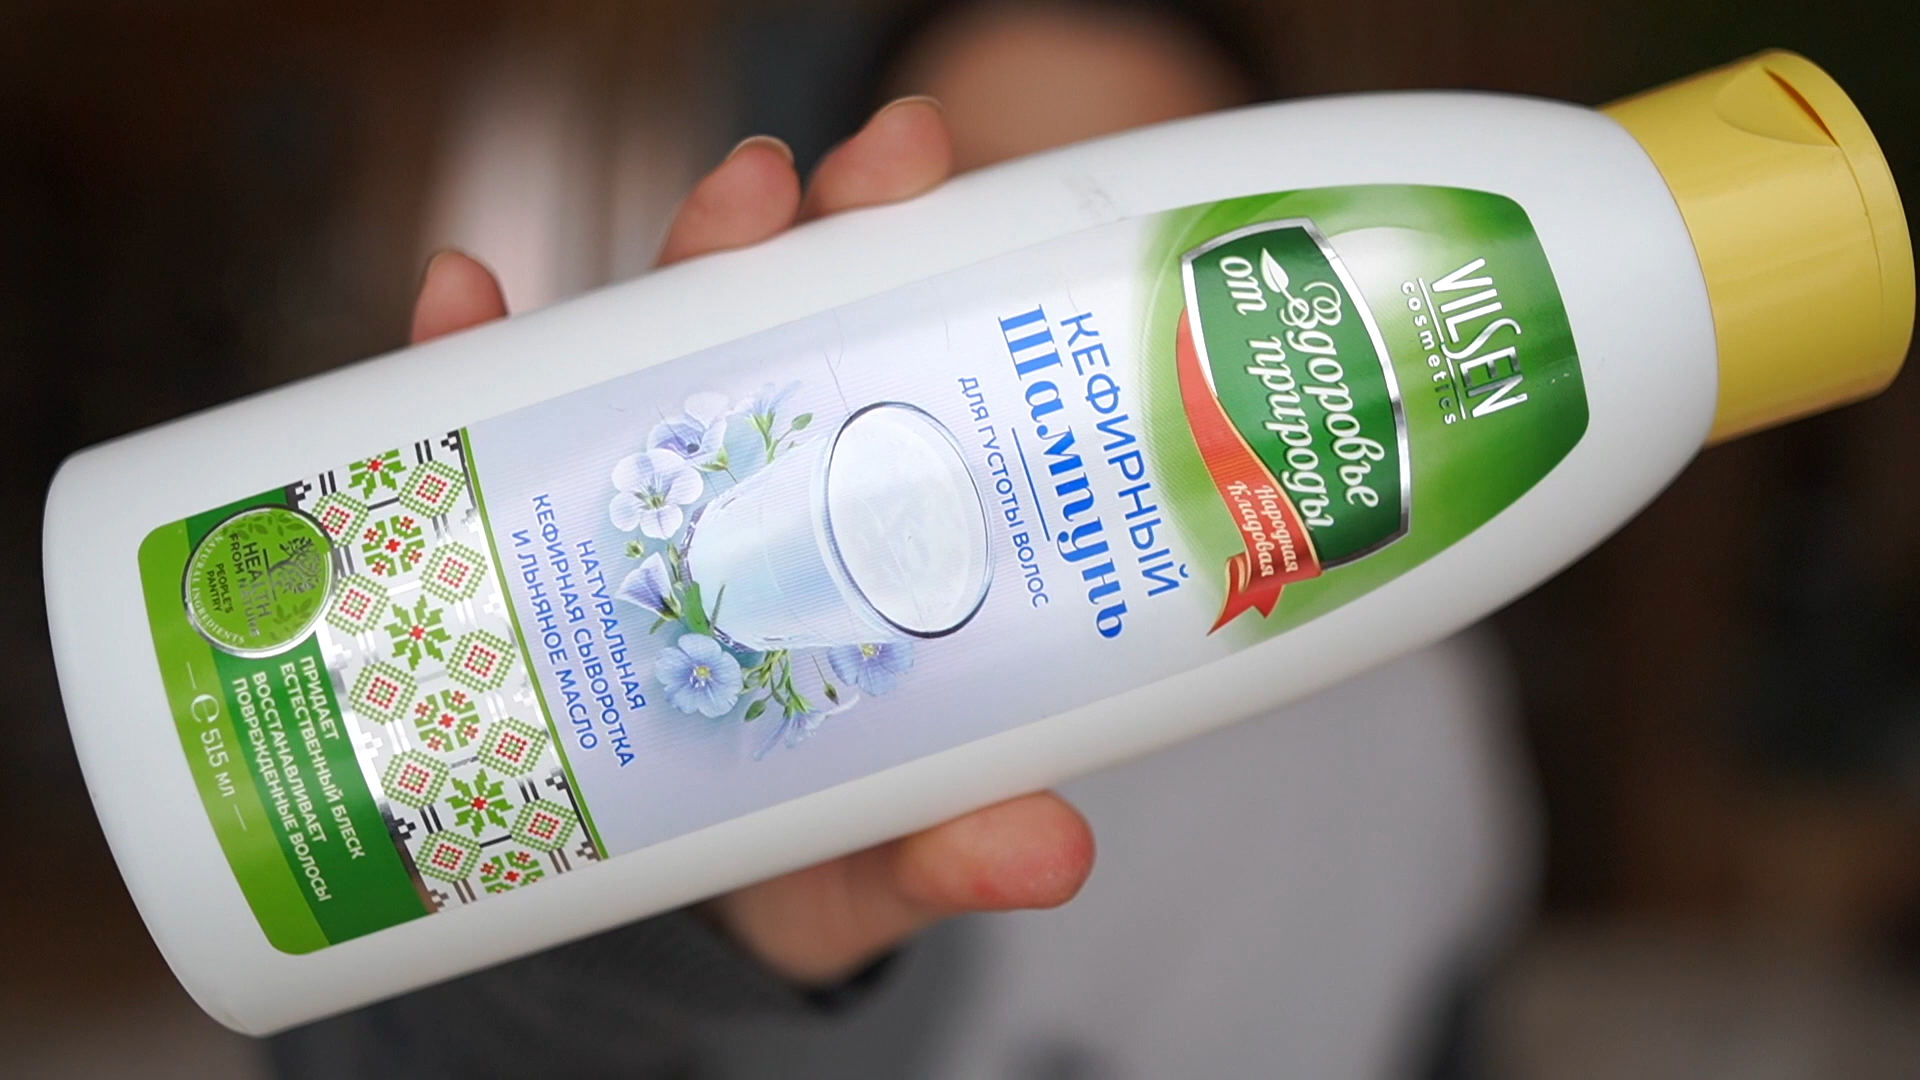 VILSEN
cosmetics
Здоровье
от природы
Народная
Кладовая
КЕФИРНЫЙ
Шампунь
ДЛЯ ГУСТОТЫ ВОЛОС
НАТУРАЛЬНАЯ
КЕФИРНАЯ СЫВОРОТКА
И ЛЬНЯНОЕ МАСЛО
HEALTH
FROM NATURE
PEOPLE'S
PANTRY
NATURAL INGREDIENTS
ПРИДАЕТ
ЕСТЕСТВЕННЫЙ БЛЕСК
ВОССТАНАВЛИВАЕТ
ПОВРЕЖДЕННЫЕ ВОЛОСЫ
— ℮ 515 мл —